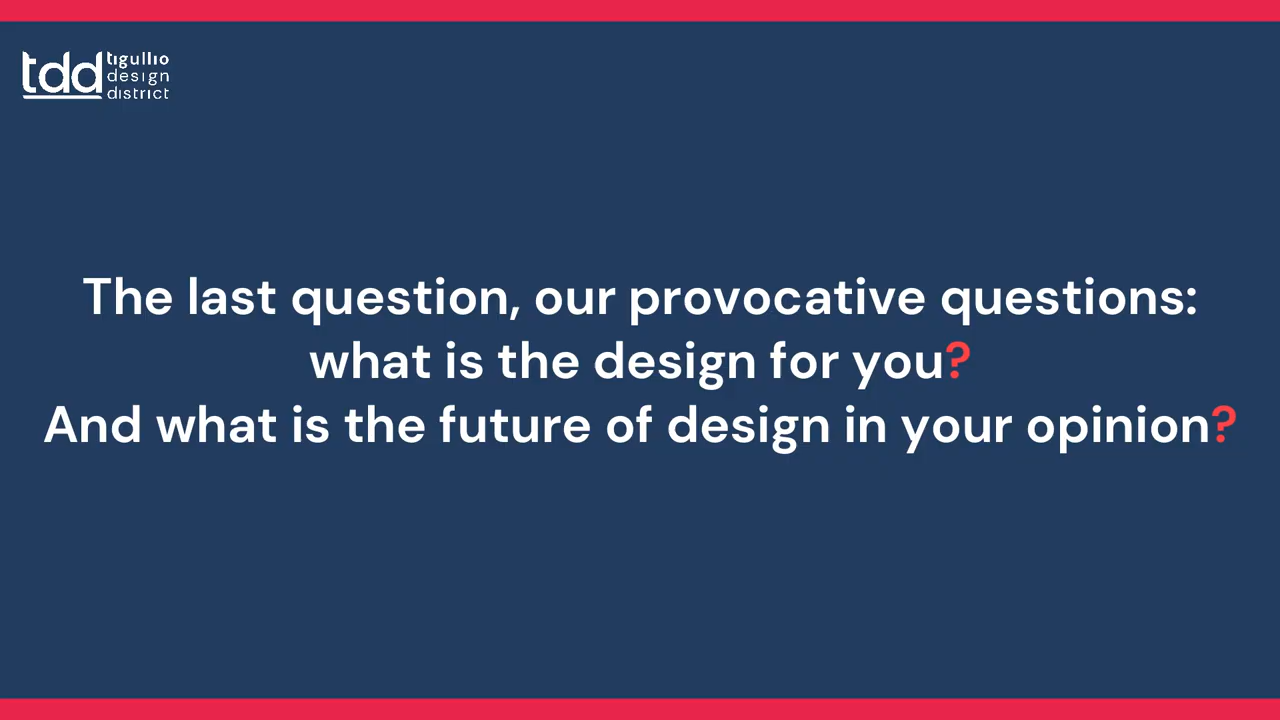 tdd
tigullio
design
district
The last question, our provocative questions:
what is the design for you?
And what is the future of design in your opinion?